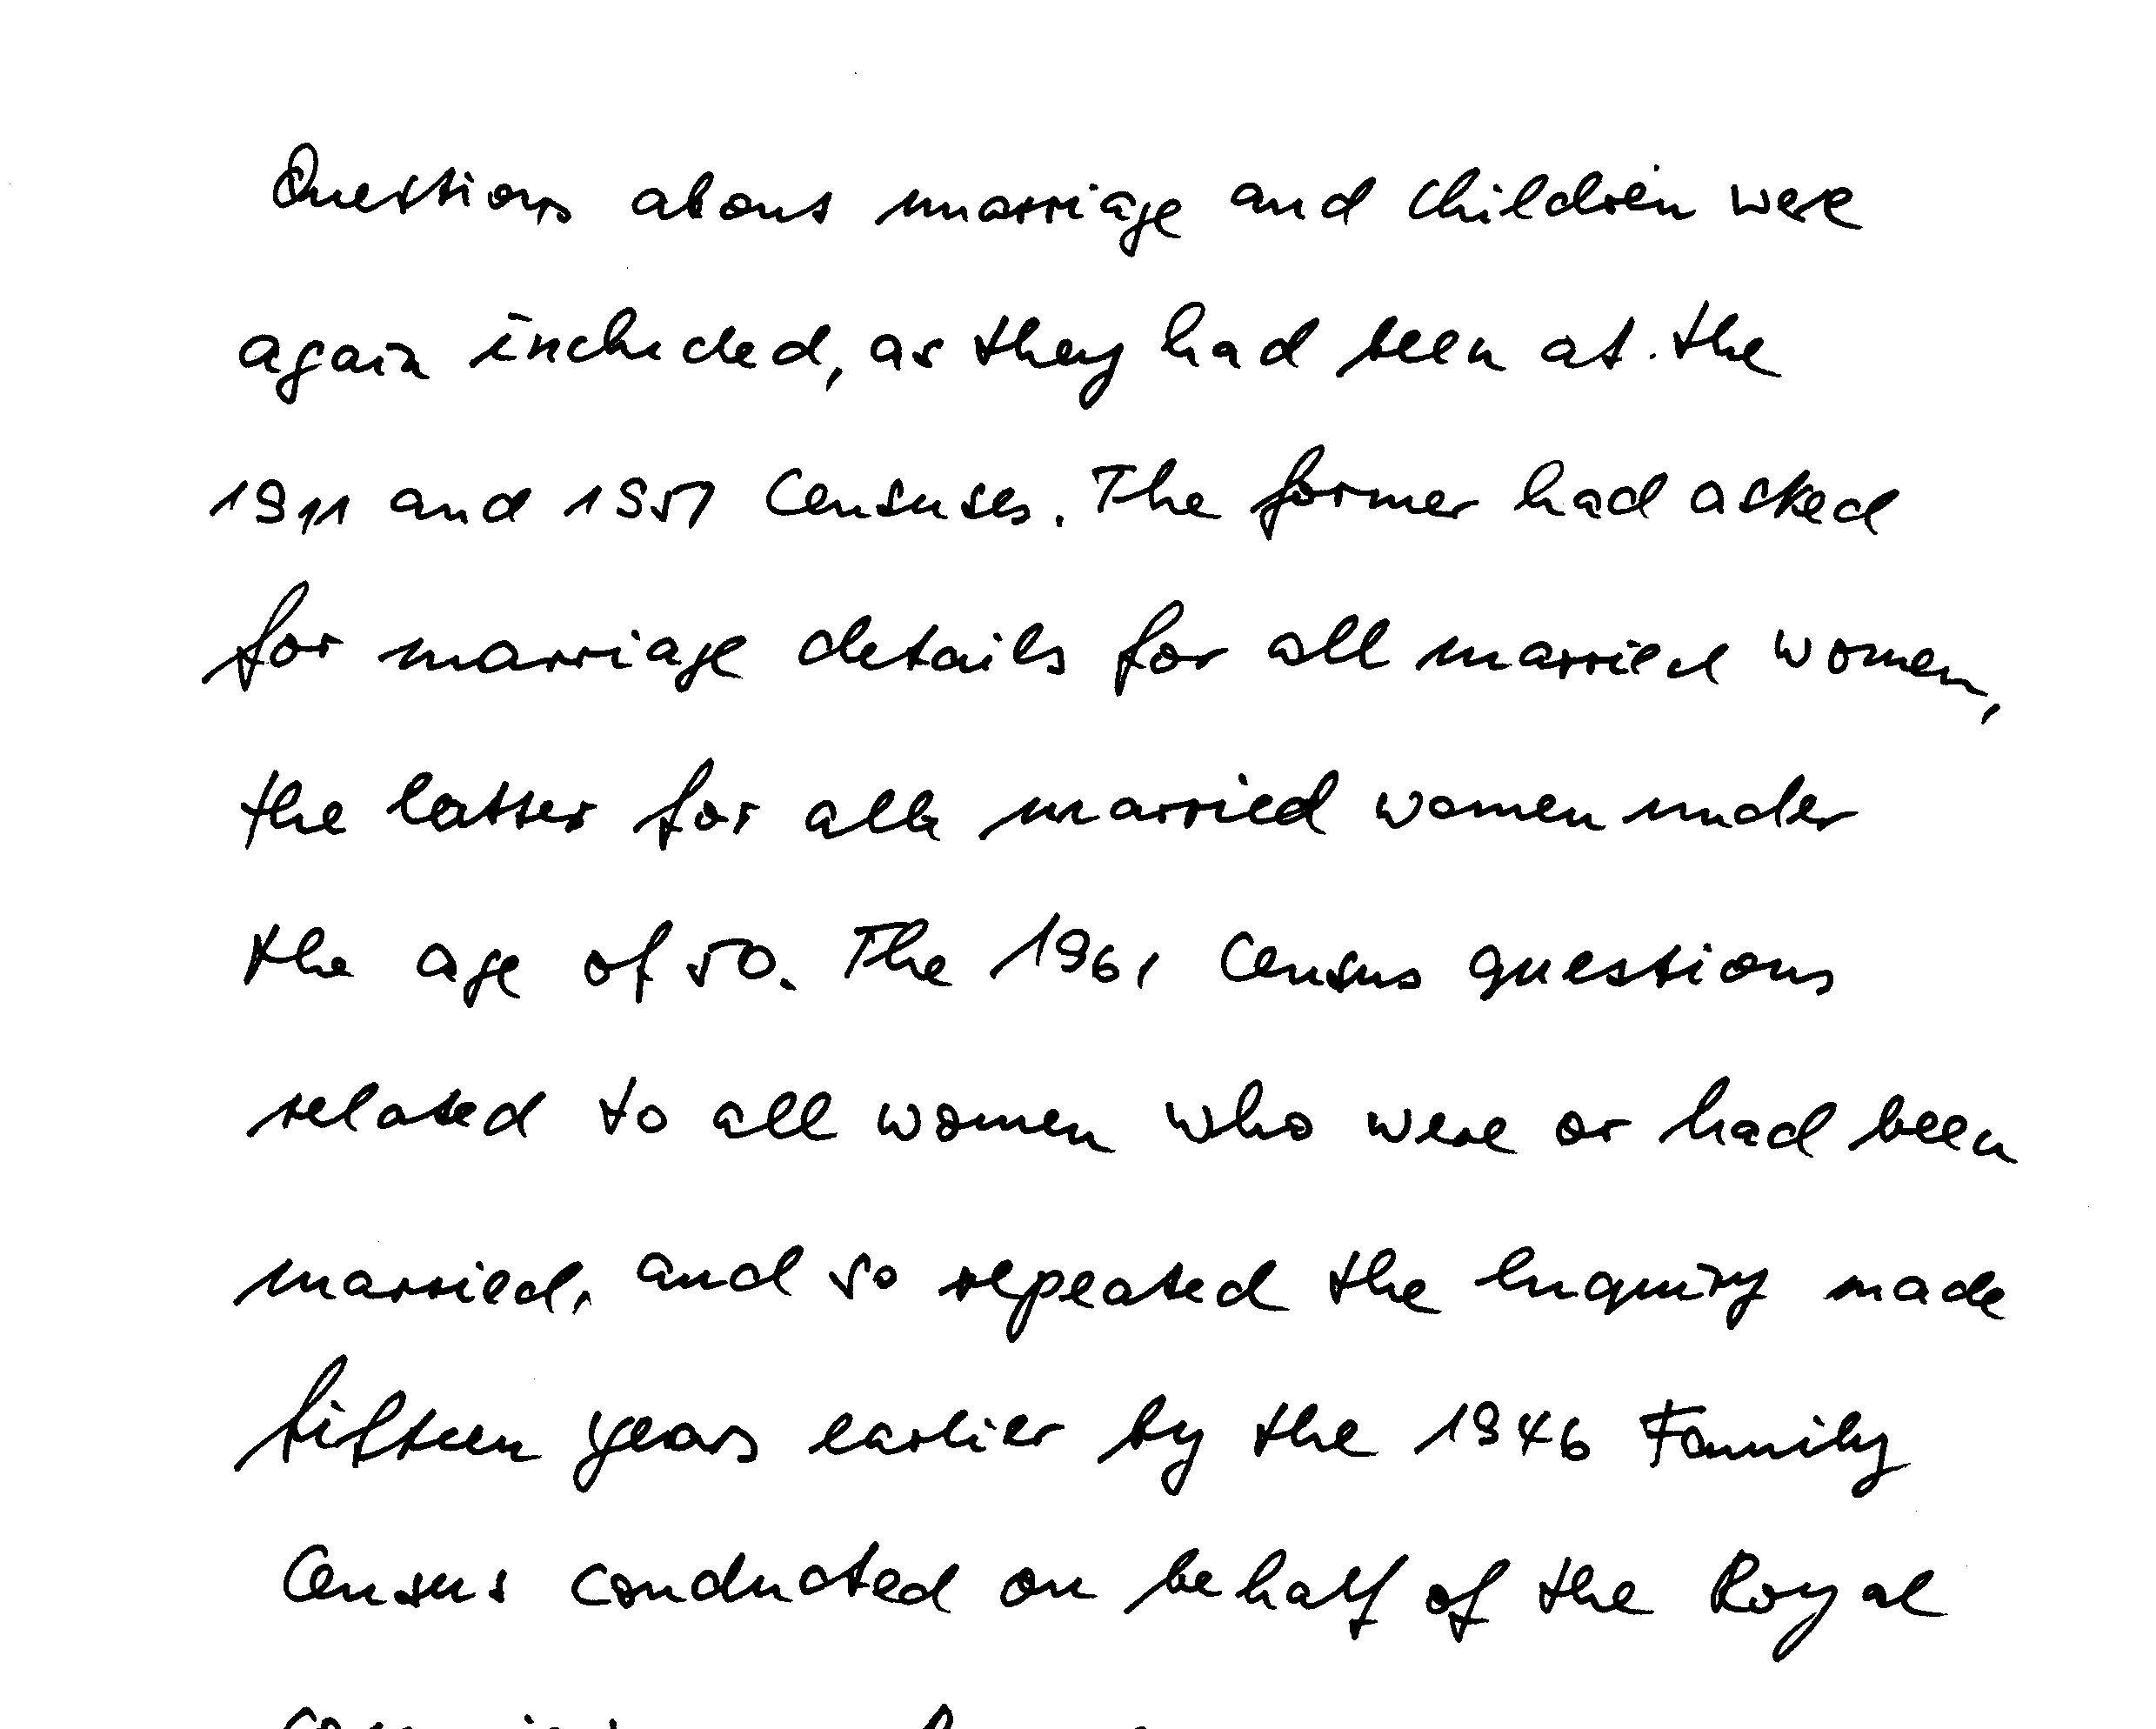 Questions about marriage and children were
again included, as they had been at the
1911 and 1951 Censuses. The former had asked
for marriage details for all married women,
the latter for all married women under
the age of 50. The 1961 Census questions
related to all women who were or had been
married, and so repeated the enquiry made
fifteen years earlier by the 1946 Family
Census conducted on behalf of the Royal